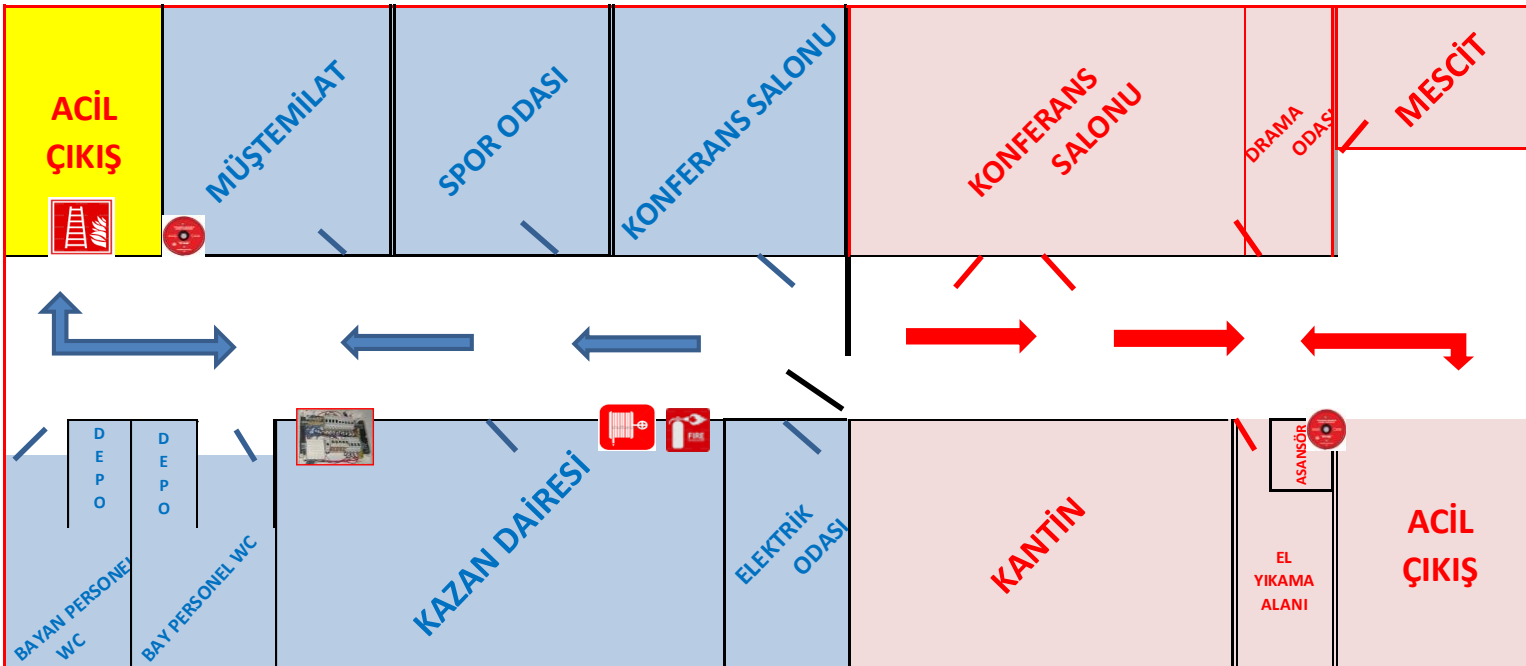 ACİL
ÇIKIŞ
MÜŞTEMİLAT
SPOR ODASI
KONFERANS SALONU
KONFERANS
SALONU
DRAMA
ODASI
MESCİT
D
E
P
O
D
E
P
O
BAYAN PERSONEL
WC
BAY PERSONEL WC
KAZAN DAİRESİ
FIRE
ELEKTRİK
ODASI
KANTİN
ASANSÖR
EL
YIKAMA
ALANI
ACİL
ÇIKIŞ